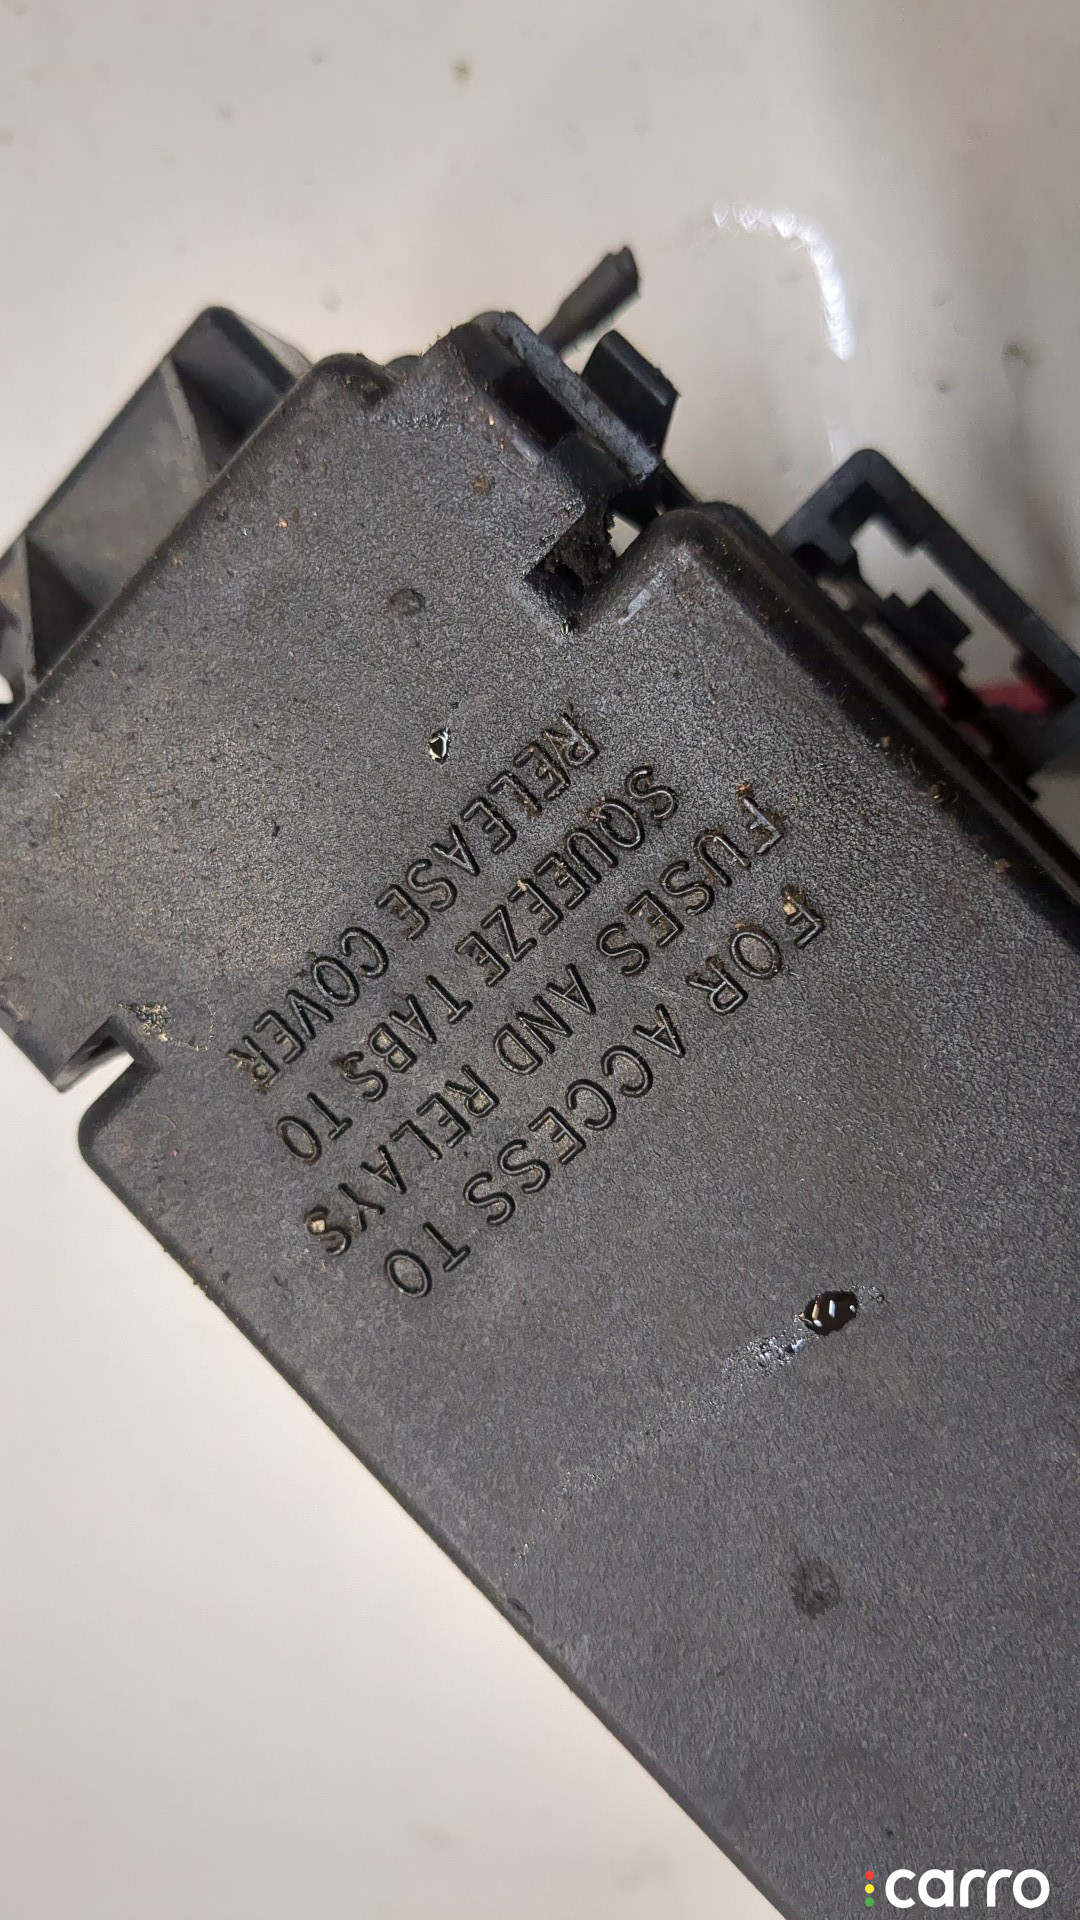 FOR ACCESS TO
FUSES AND RELAYS
SQUEEZE TABS TO
RELEASE COVER
carro